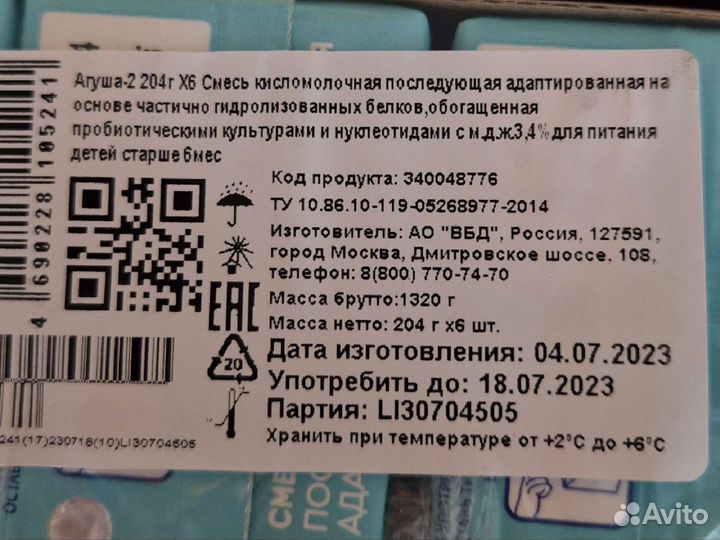 Агуша-2 204г X6 Смесь кисломолочная последующая адаптированная на
основе частично гидролизованных белков,обогащенная
пробиотическими культурами и нуклеотидами с м.д.ж.3,4% для питания
детей старше 6мес
Код продукта: 340048776
ТУ 10.86.10-119-05268977-2014
Изготовитель: АО "ВБД", Россия, 127591,
город Москва, Дмитровское шоссе, 108,
телефон: 8(800) 770-74-70
Масса брутто:1320 г
Масса нетто: 204 г х6 шт.
Дата изготовления: 04.07.2023
Употребить до: 18.07.2023
Партия: LI30704505
Хранить при температуре от +2°C до +6°C
4 690228 105241
EAC
20
241(17)230718(10)LI30704505
СМЕ
ПОС
АДА
Avito